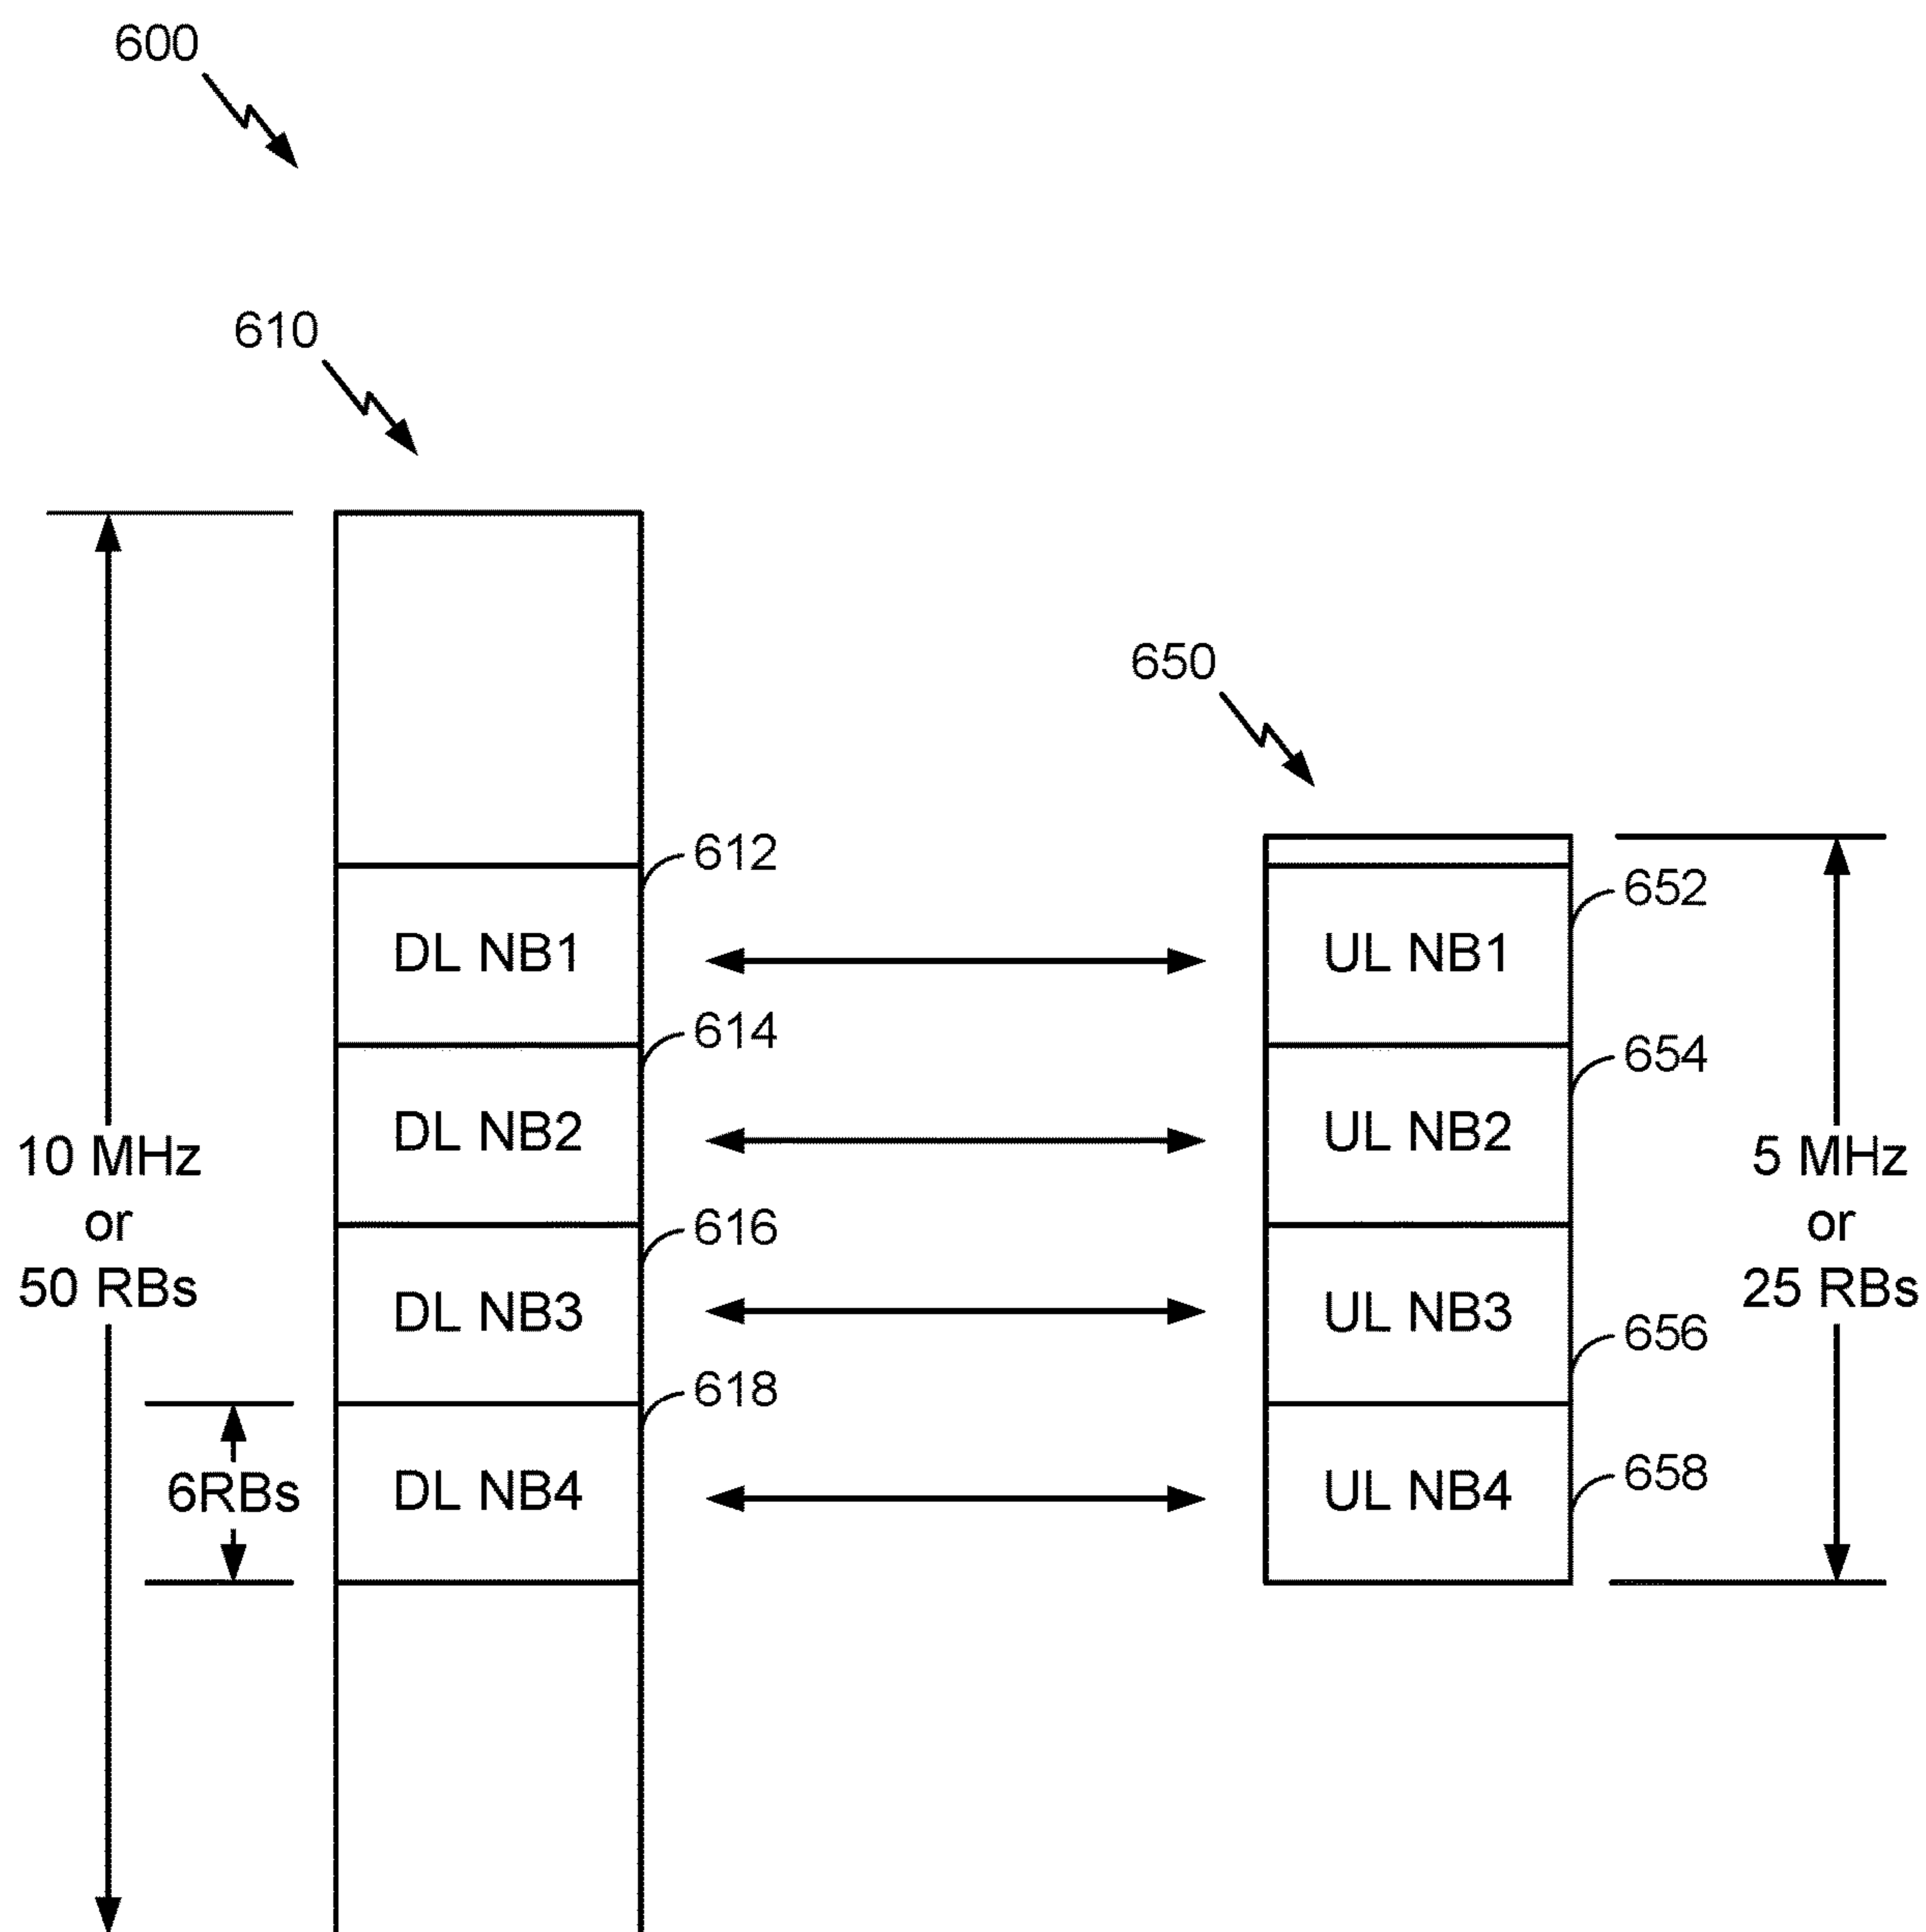 600
610
650
612
652
DL NB1
UL NB1
614
654
DL NB2
UL NB2
10 MHz
or
50 RBs
5 MHz
or
25 RBs
616
DL NB3
UL NB3
656
618
6RBs
DL NB4
UL NB4
658